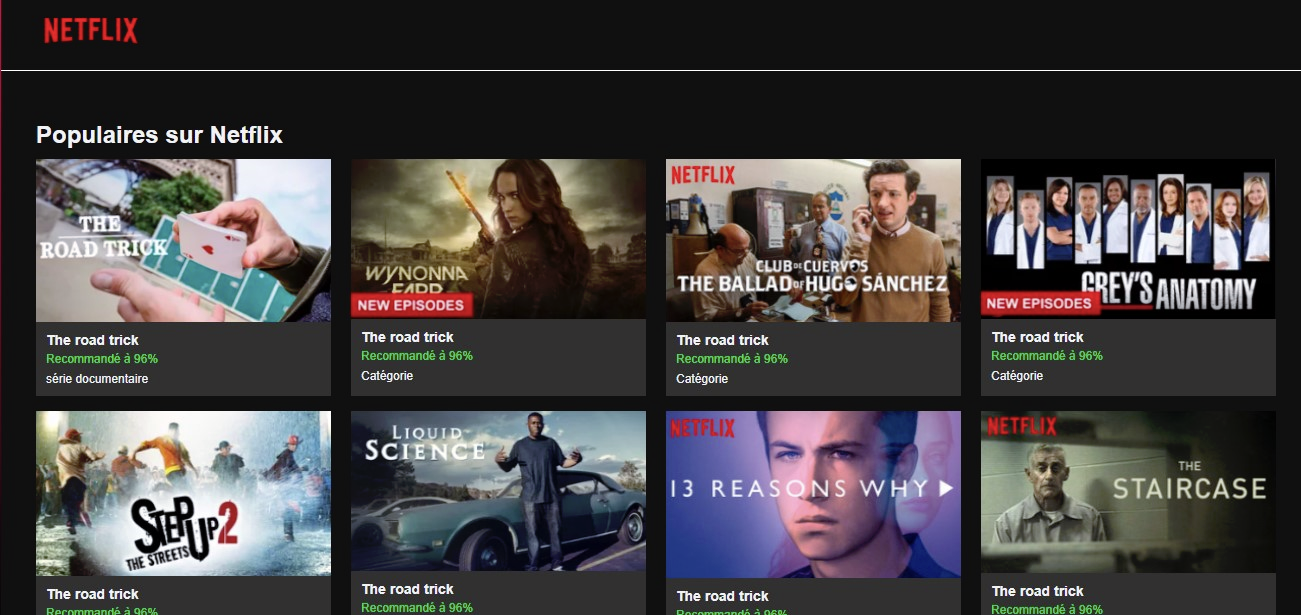 NETFLIX
Populaires sur Netflix
THE
ROAD TRICK
The road trick
Recommandé à 96%
série documentaire
WYNONNA
EARP
NEW EPISODES
The road trick
Recommandé à 96%
Catégorie
NETFLIX
CLUB DE CUERVOS
THE BALLAD OF HUGO SÁNCHEZ
The road trick
Recommandé à 96%
Catégorie
GREY'S ANATOMY
NEW EPISODES
The road trick
Recommandé à 96%
Catégorie
STEP UP 2
THE STREETS
The road trick
Recommandé à 96%
LIQUID
SCIENCE
The road trick
Recommandé à 96%
NETFLIX
13 REASONS WHY
The road trick
Recommandé à 96%
NETFLIX
THE
STAIRCASE
The road trick
Recommandé à 96%